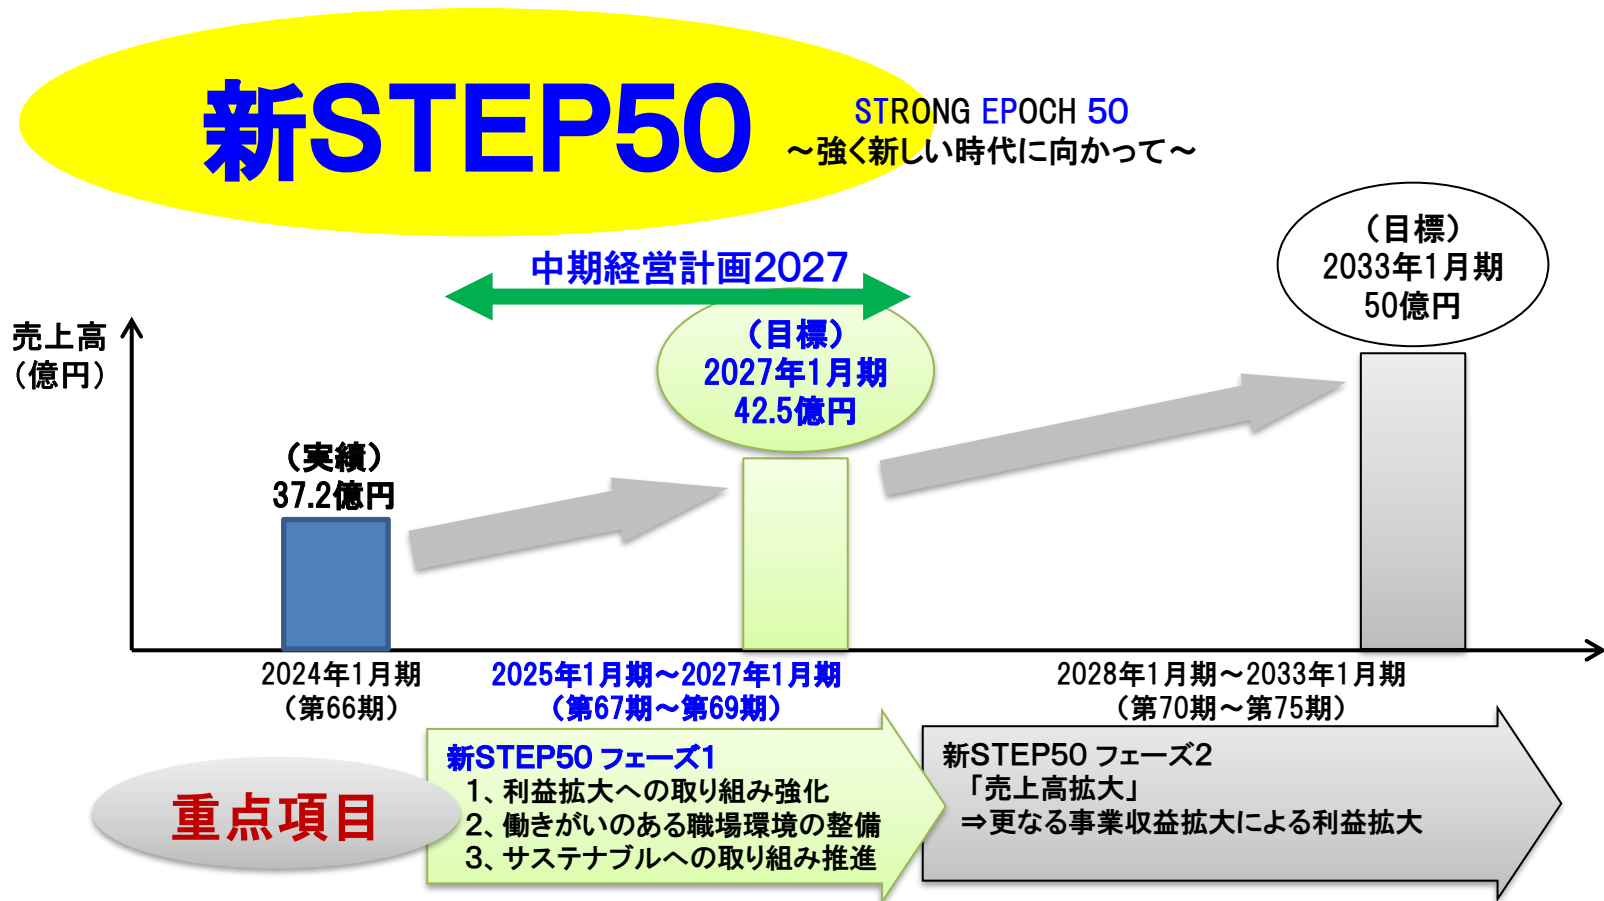 新STEP50
STRONG EPOCH 50
～強く新しい時代に向かって～
中期経営計画2027
売上高
（億円）
（実績）
37.2億円
（目標）
2027年1月期
42.5億円
（目標）
2033年1月期
50億円
2024年1月期
（第66期）
2025年1月期～2027年1月期
（第67期～第69期）
2028年1月期～2033年1月期
（第70期～第75期）
重点項目
新STEP50 フェーズ1
1、利益拡大への取り組み強化
2、働きがいのある職場環境の整備
3、サステナブルへの取り組み推進
新STEP50 フェーズ2
「売上高拡大」
⇒更なる事業収益拡大による利益拡大